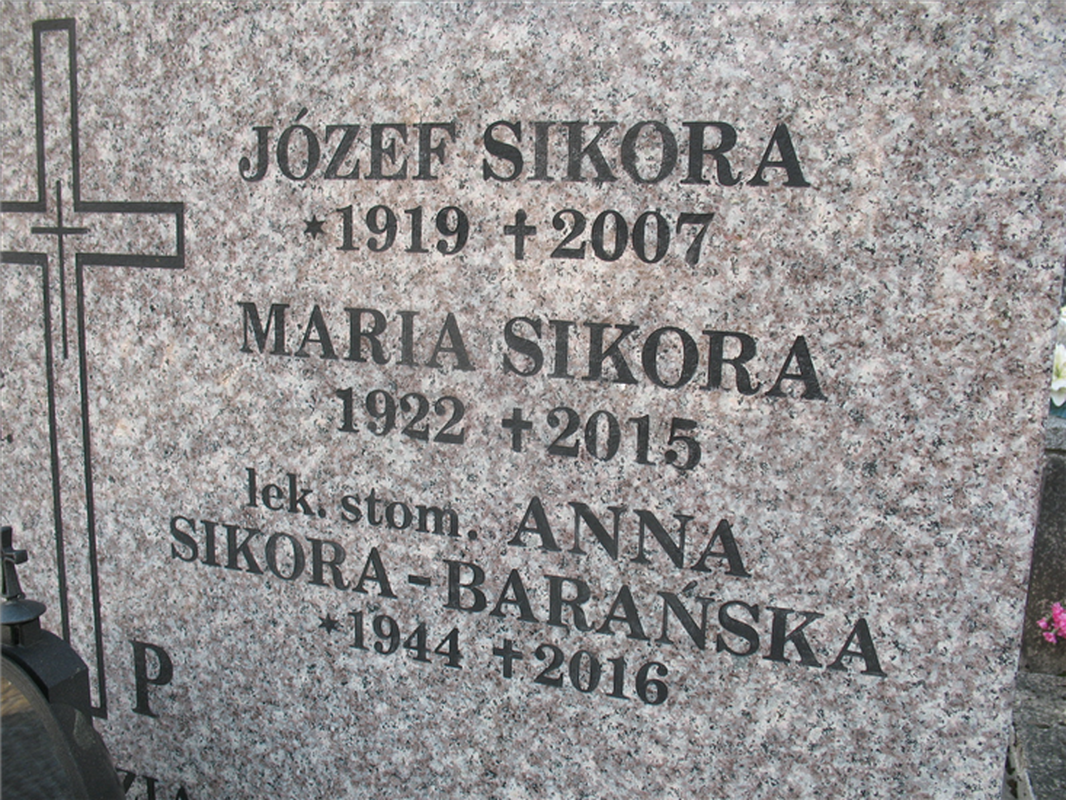 JÓZEF SIKORA
*1919 †2007
MARIA SIKORA
1922 †2015
lek. stom. ANNA
SIKORA-BARAŃSKA
*1944 †2016
P